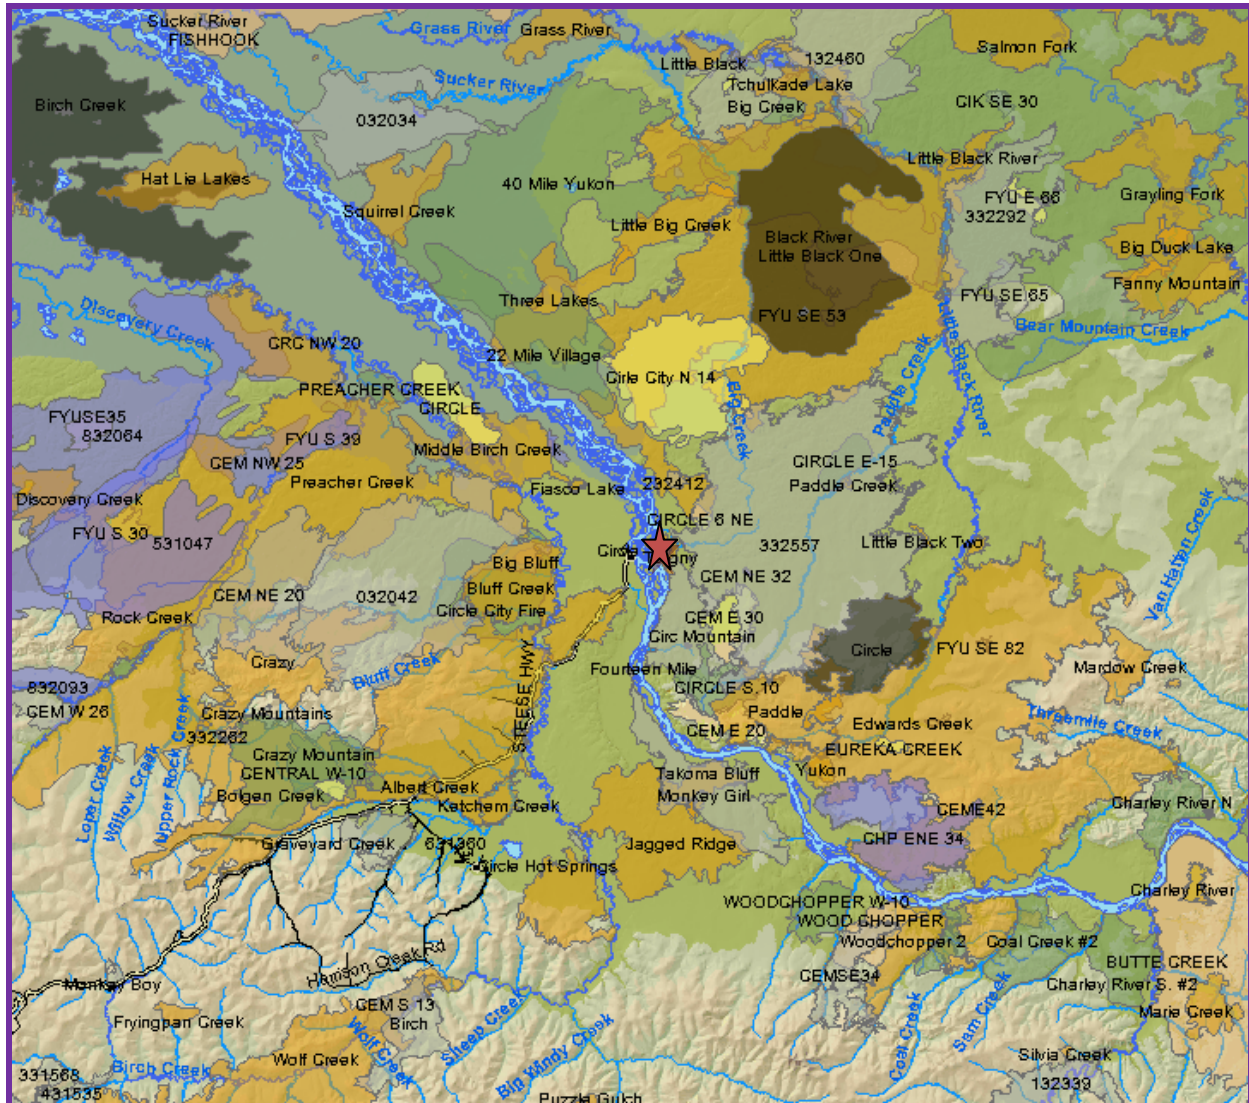 Sucker River
FISHHOOK
Grass River
Grass River
Salmon Fork
Little Black
132460
Birch Creek
Sucker River
Tchulkade Lake
Big Creek
CIK SE 30
032034
Little Black River
Hat Lie Lakes
40 Mile Yukon
FYU E 66
332292
Grayling Fork
Squirrel Creek
Little Big Creek
Black River
Little Black One
Big Duck Lake
Fanny Mountain
Three Lakes
FYU SE 53
FYU SE 65
Discovery Creek
Little Black River
Bear Mountain Creek
CRC NW 20
22 Mile Village
Cirle City N 14
Paddle Creek
PREACHER CREEK
CIRCLE
Big Creek
FYUSE35
832064
FYU S 39
Middle Birch Creek
CEM NW 25
Preacher Creek
CIRCLE E-15
Paddle Creek
Discovery Creek
Fiasco Lake
232412
FYU S 30
531047
CIRCLE 6 NE
332557
Little Black Two
Van Hatten Creek
Big Bluff
CEM NE 32
Bluff Creek
CEM NE 20
032042
Circle City Fire
Rock Creek
CEM E 30
Circ Mountain
Circle
FYU SE 82
Crazy
Bluff Creek
STEESE HWY
Fourteen Mile
Mardow Creek
832093
CEM W 26
CIRCLE S,10
Crazy Mountains
332262
Paddle
Edwards Creek
Threemile Creek
CEM E 20
EUREKA CREEK
Crazy Mountain
CENTRAL W-10
Loper Creek
Willow Creek
Upper Rock Creek
Takoma Bluff
Yukon
Bolgen Creek
Albert Creek
Ketchem Creek
Monkey Girl
CEME42
Charley River N
Graveyard Creek
631360
Jagged Ridge
CHP ENE 34
Circle Hot Springs
WOODCHOPPER W-10
WOOD CHOPPER
Charley River
Woodchopper 2
Coal Creek #2
Harrison Creek Rd
CEMSE34
BUTTE CREEK
Monkey Boy
Charley River S. #2
CEM S 13
Birch
Fryingpan Creek
Marie Creek
Wolf Creek
Wolf Creek
Sheep Creek
Big Windy Creek
Coal Creek
Sam Creek
Birch Creek
Silvia Creek
331568
431535
132339
Puzzle Gulch